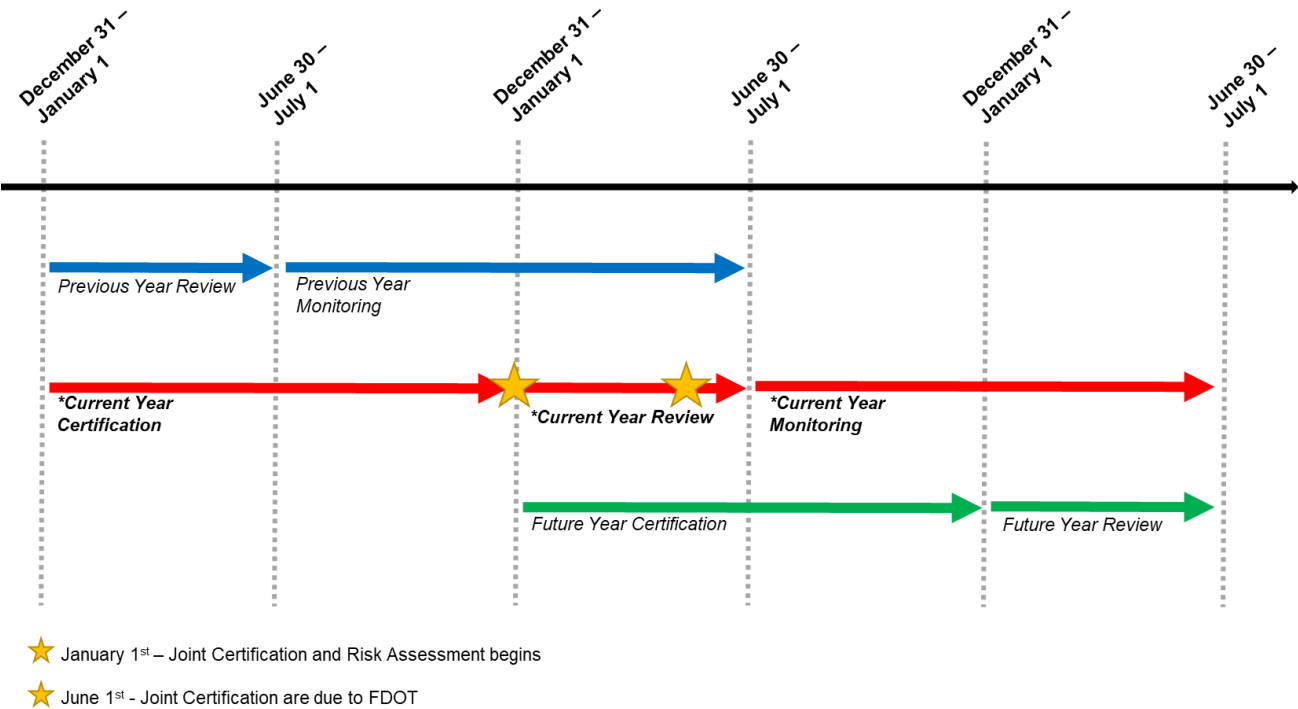 December 31 –
January 1
June 30 –
July 1
December 31 –
January 1
June 30 –
July 1
December 31 –
January 1
June 30 –
July 1
Previous Year Review
Previous Year
Monitoring
*Current Year
Certification
*Current Year Review
*Current Year
Monitoring
Future Year Certification
Future Year Review
January 1st – Joint Certification and Risk Assessment begins
June 1st - Joint Certification are due to FDOT